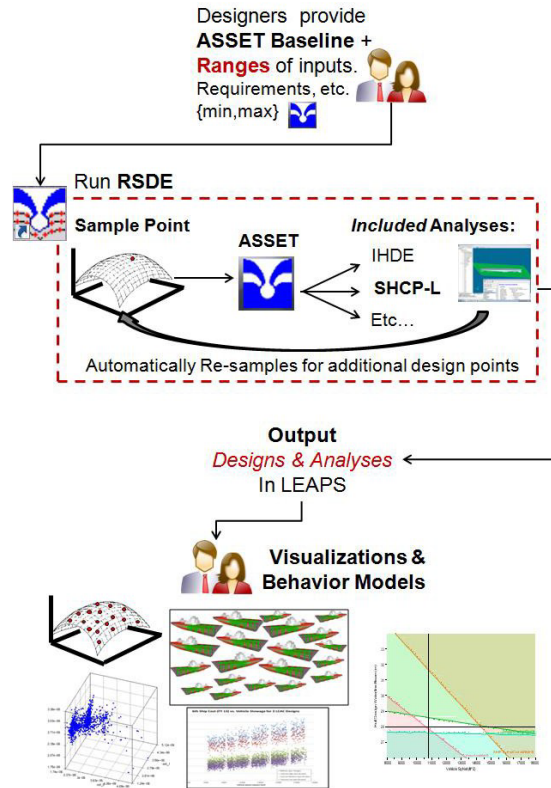 Designers provide
ASSET Baseline +
Ranges of inputs.
Requirements, etc.
{min,max}
Run RSDE
Sample Point
Included Analyses:
ASSET
IHDE
SHCP-L
Etc...
Automatically Re-samples for additional design points
Output
Designs & Analyses
In LEAPS
Visualizations &
Behavior Models